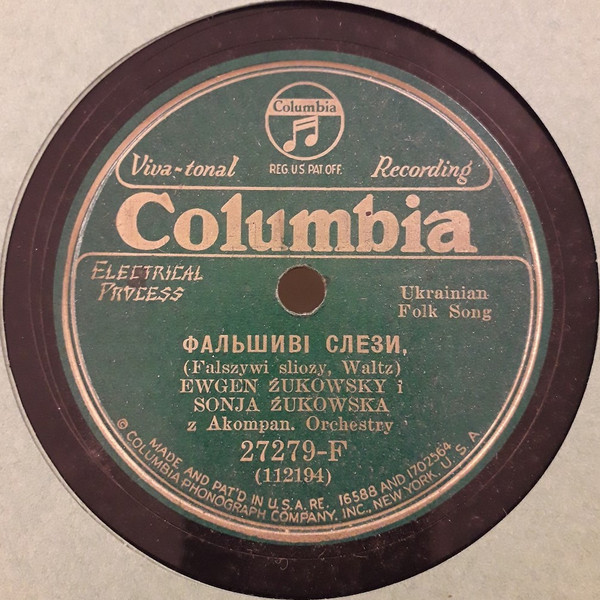 Columbia
Viva-tonal REG. U.S. PAT. OFF. Recording
Columbia
ELECTRICAL
PROCESS
Ukrainian
Folk Song
ФАЛЬШИВІ СЛЕЗИ,
(Falszywi sliozy, Waltz)
EWGEN ŹUKOWSKY i
SONJA ŹUKOWSKA
z Akompan. Orchestry
27279-F
(112194)
MADE AND PAT'D IN U.S.A. RE. 16588 AND 1702564
© COLUMBIA PHONOGRAPH COMPANY, INC., NEW YORK, U. S. A.